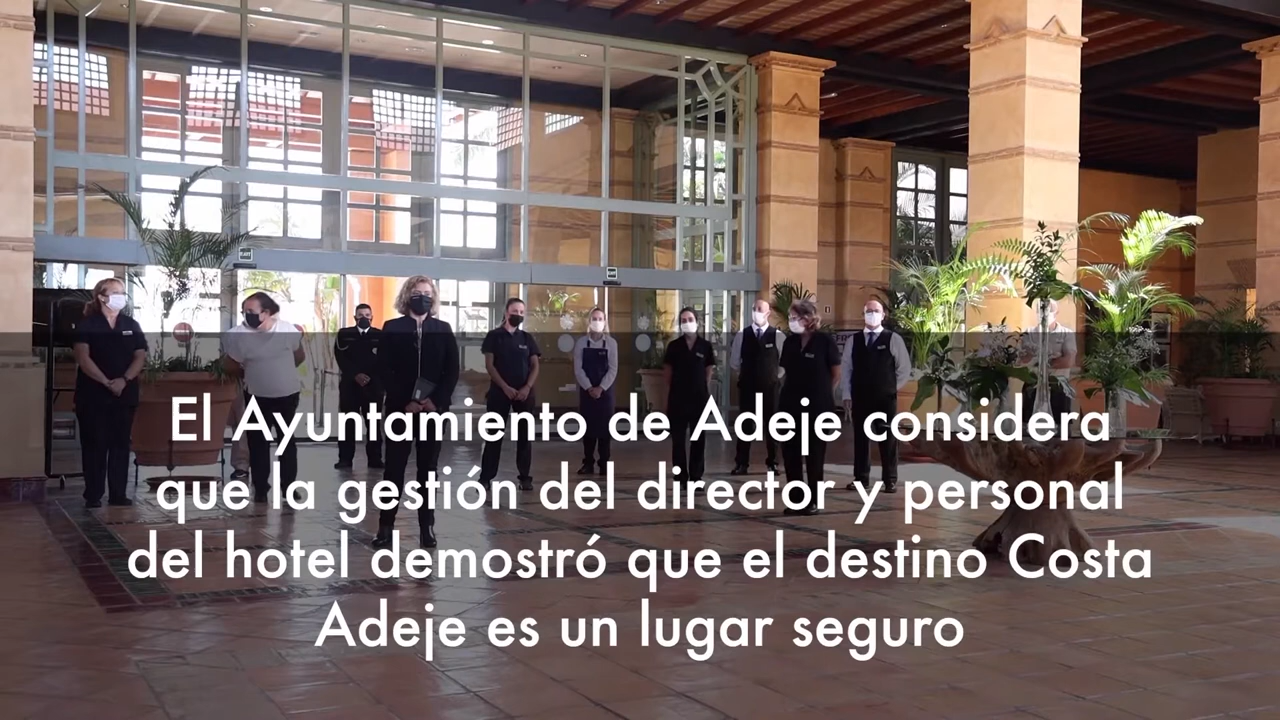 El Ayuntamiento de Adeje considera
que la gestión del director y personal
del hotel demostró que el destino Costa
Adeje es un lugar seguro